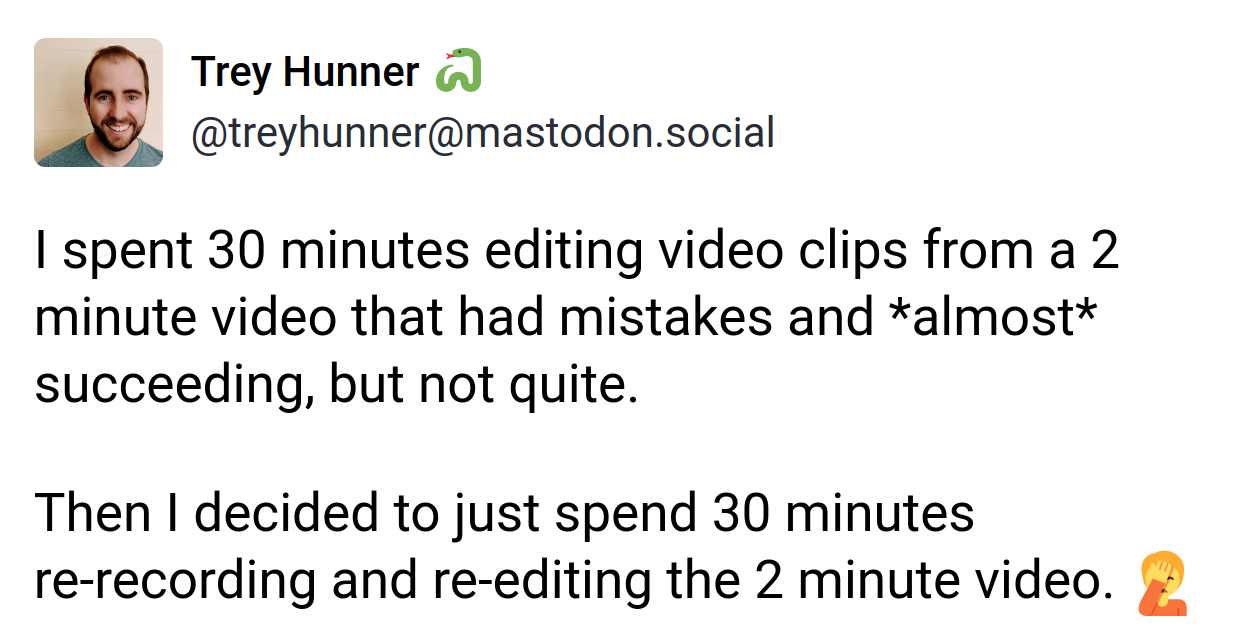 Trey Hunner 🐍
@treyhunner@mastodon.social
I spent 30 minutes editing video clips from a 2
minute video that had mistakes and *almost*
succeeding, but not quite.
Then I decided to just spend 30 minutes
re-recording and re-editing the 2 minute video. 🤦